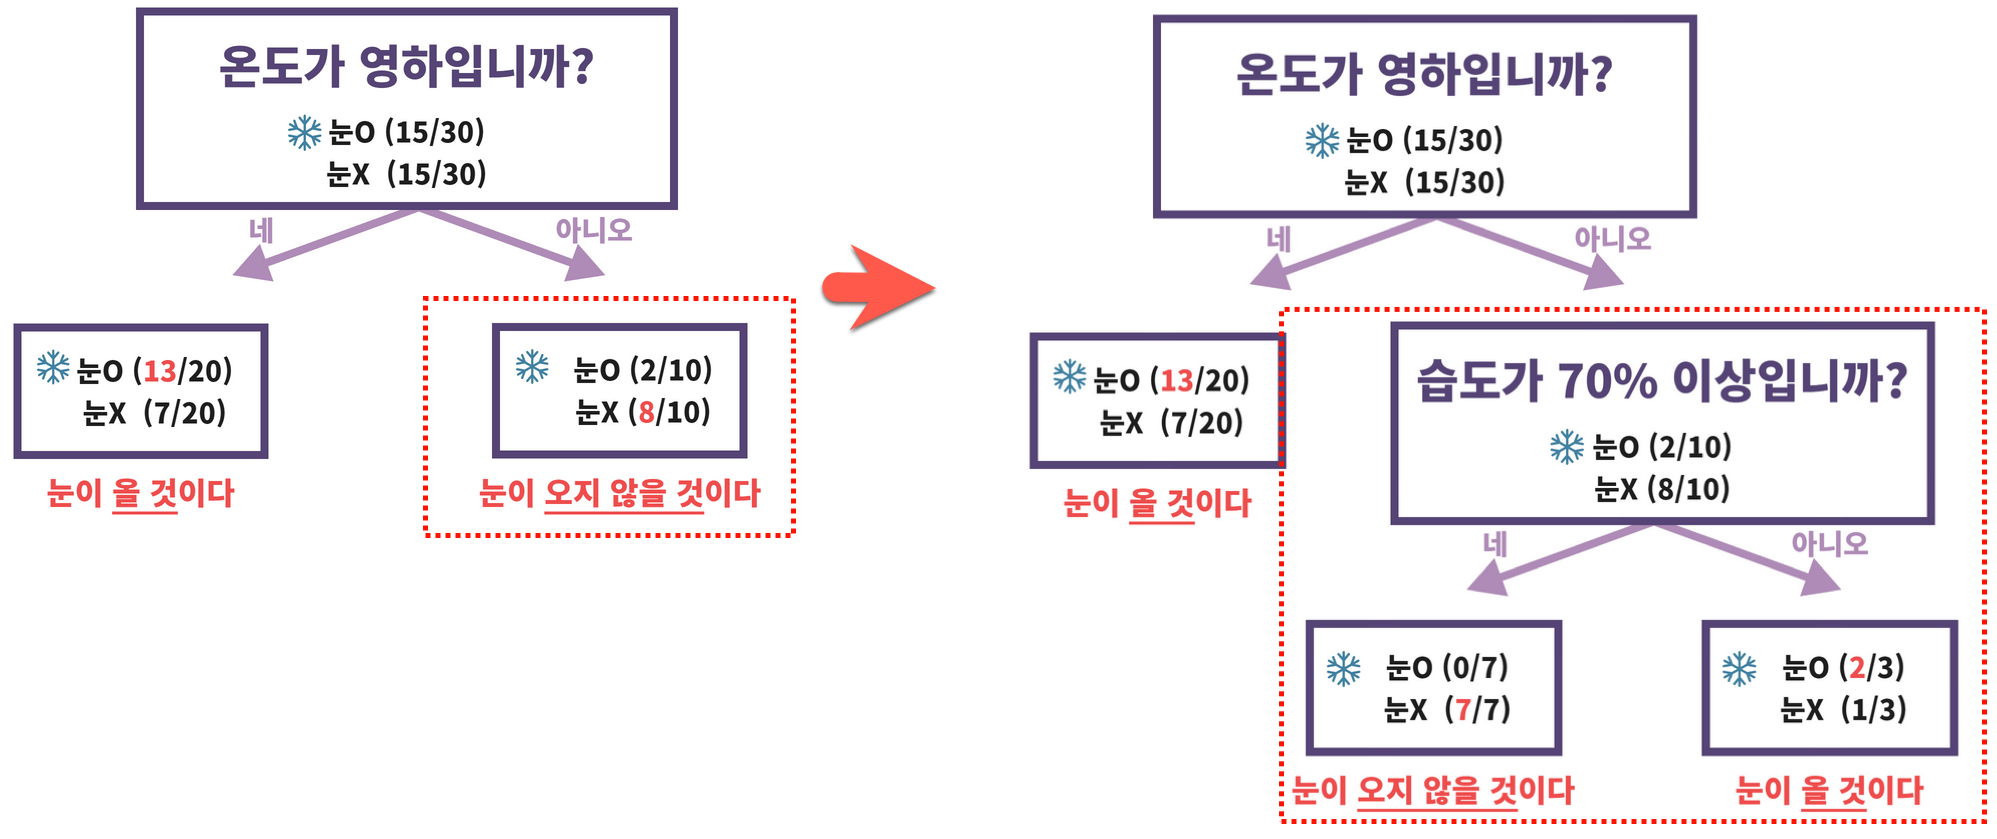 온도가 영하입니까?
눈O (15/30)
눈X (15/30)
네
아니오
눈O (13/20)
눈X (7/20)
눈이 올 것이다
눈O (2/10)
눈X (8/10)
눈이 오지 않을 것이다
온도가 영하입니까?
눈O (15/30)
눈X (15/30)
네
아니오
눈O (13/20)
눈X (7/20)
눈이 올 것이다
습도가 70% 이상입니까?
눈O (2/10)
눈X (8/10)
네
아니오
눈O (0/7)
눈X (7/7)
눈이 오지 않을 것이다
눈O (2/3)
눈X (1/3)
눈이 올 것이다